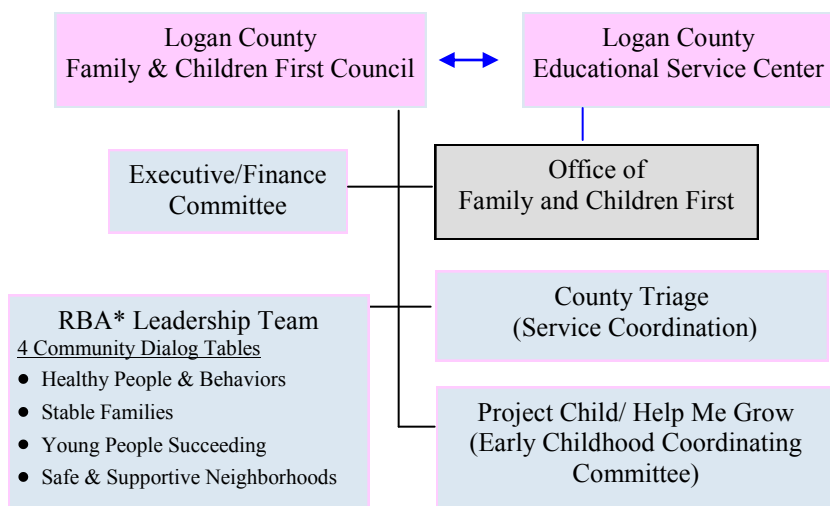 Logan County
Family & Children First Council
Logan County
Educational Service Center
Executive/Finance
Committee
Office of
Family and Children First
RBA* Leadership Team
4 Community Dialog Tables
● Healthy People & Behaviors
● Stable Families
● Young People Succeeding
● Safe & Supportive Neighborhoods
County Triage
(Service Coordination)
Project Child/ Help Me Grow
(Early Childhood Coordinating
Committee)